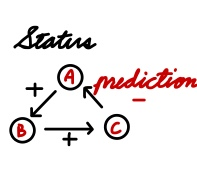 Status
A prediction
+ −
B + C